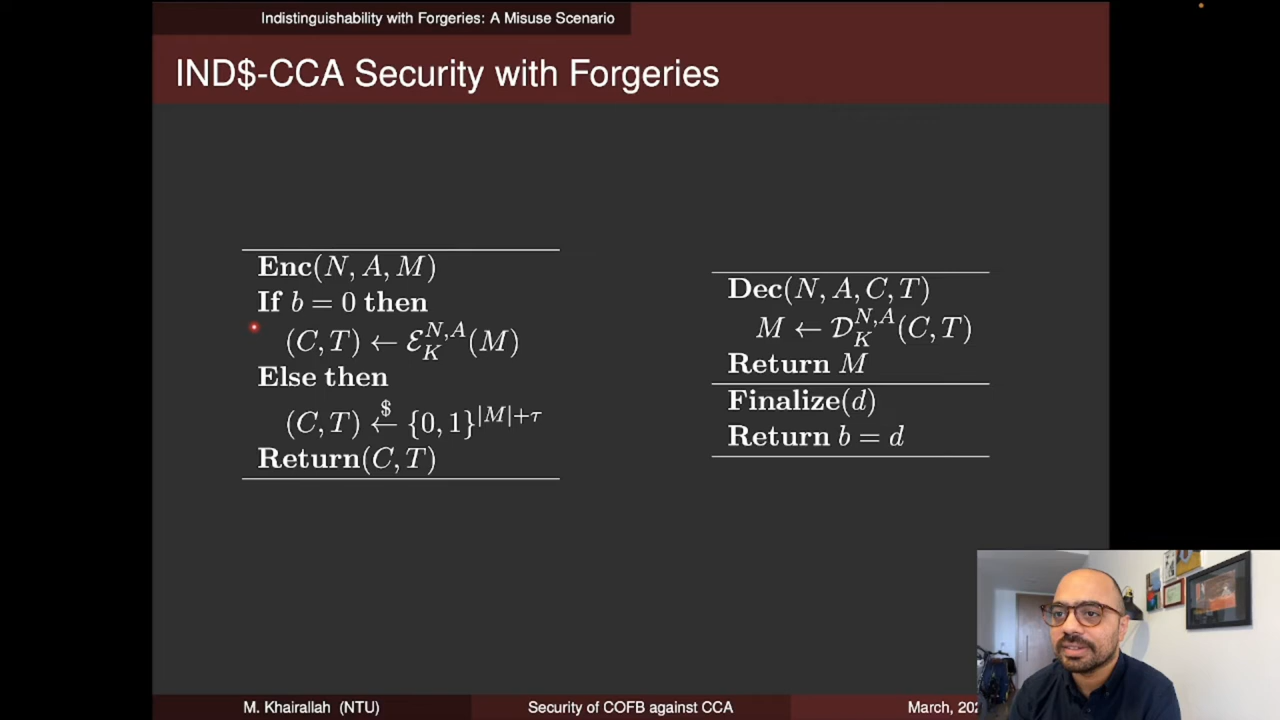 Indistinguishability with Forgeries: A Misuse Scenario
IND$-CCA Security with Forgeries
Enc(N, A, M)
If b = 0 then
(C, T) ← ℰ_K^{N,A}(M)
Else then
(C, T) ←^$ {0, 1}^{|M|+τ}
Return(C, T)
Dec(N, A, C, T)
M ← 𝒟_K^{N,A}(C, T)
Return M
Finalize(d)
Return b = d
M. Khairallah (NTU)
Security of COFB against CCA
March,